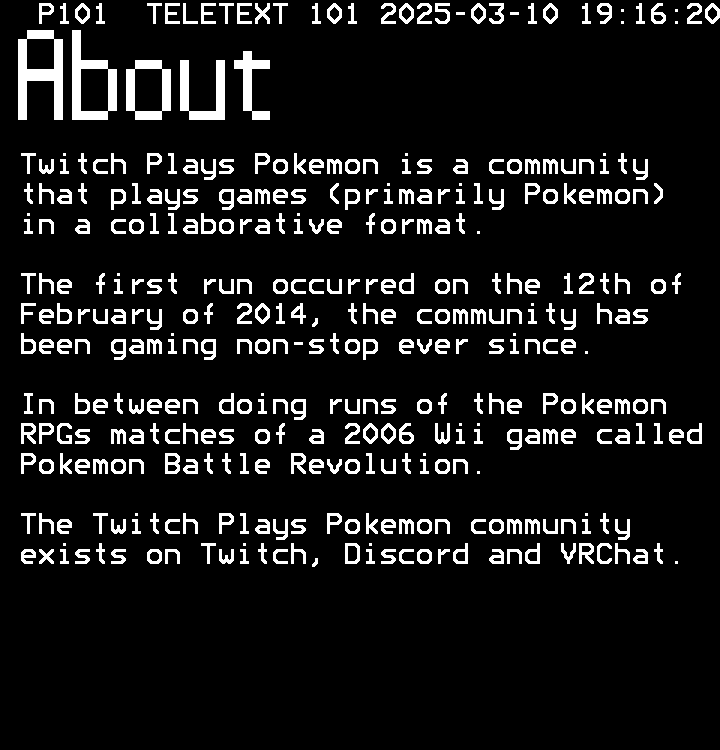 P101 TELETEXT 101 2025-03-10 19:16:20
About
Twitch Plays Pokemon is a community
that plays games (primarily Pokemon)
in a collaborative format.
The first run occurred on the 12th of
February of 2014, the community has
been gaming non-stop ever since.
In between doing runs of the Pokemon
RPGs matches of a 2006 Wii game called
Pokemon Battle Revolution.
The Twitch Plays Pokemon community
exists on Twitch, Discord and VRChat.